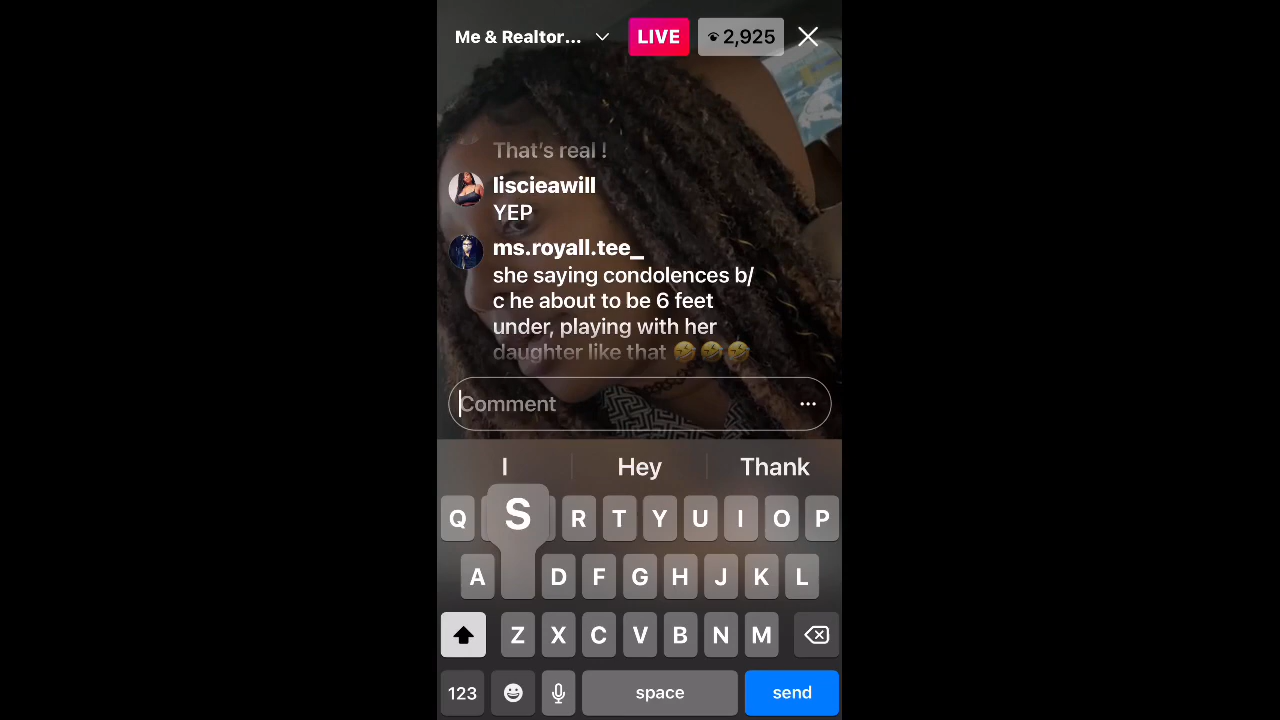 Me & Realtor... LIVE 2,925
That's real !
liscieawill
YEP
ms.royall.tee_
she saying condolences b/
c he about to be 6 feet
under, playing with her
daughter like that 🤣🤣🤣
Comment
I Hey Thank
Q S R T Y U I O P
A D F G H J K L
Z X C V B N M
123 space send